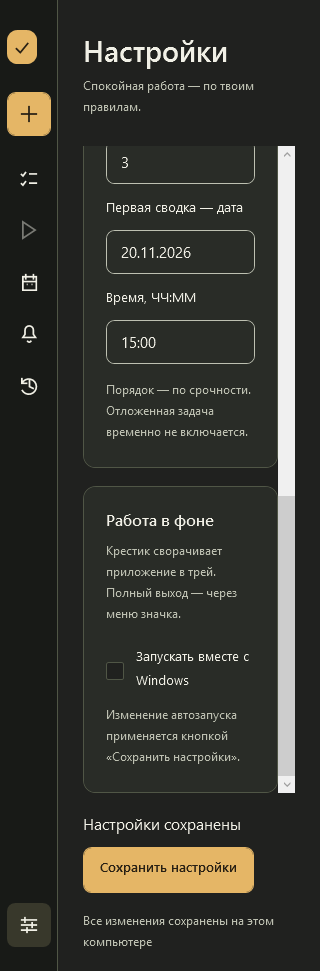 Настройки
Спокойная работа — по твоим
правилам.
3
Первая сводка — дата
20.11.2026
Время, ЧЧ:ММ
15:00
Порядок — по срочности.
Отложенная задача
временно не включается.
Работа в фоне
Крестик сворачивает
приложение в трей.
Полный выход — через
меню значка.
Запускать вместе с
Windows
Изменение автозапуска
применяется кнопкой
«Сохранить настройки».
Настройки сохранены
Сохранить настройки
Все изменения сохранены на этом
компьютере